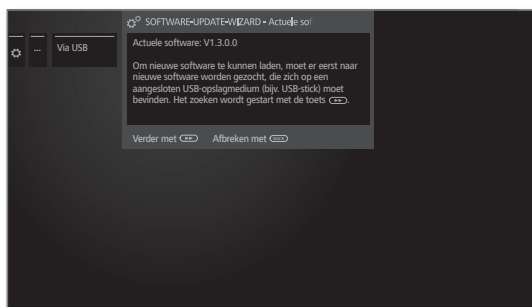 SOFTWARE-UPDATE-WIZARD - Actuele sof
... Via USB
Actuele software: V1.3.0.0
Om nieuwe software te kunnen laden, moet er eerst naar
nieuwe software worden gezocht, die zich op een
aangesloten USB-opslagmedium (bijv. USB-stick) moet
bevinden. Het zoeken wordt gestart met de toets .
Verder met Afbreken met BACK